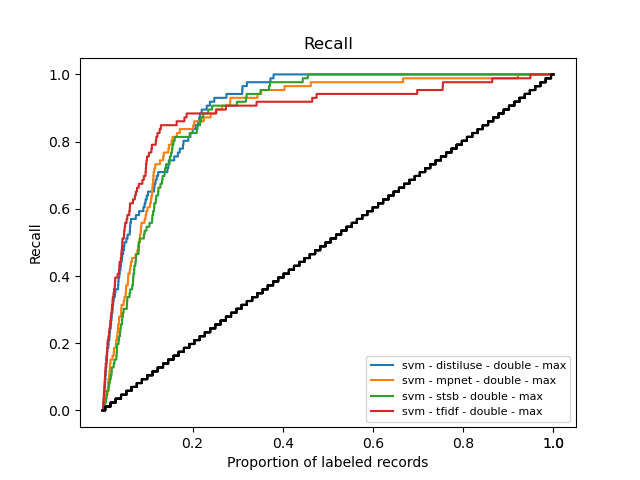 Recall
1.0
0.8
0.6
0.4
0.2
0.0
Recall
svm - distiluse - double - max
svm - mpnet - double - max
svm - stsb - double - max
svm - tfidf - double - max
0.2 0.4 0.6 0.8 1.0
Proportion of labeled records